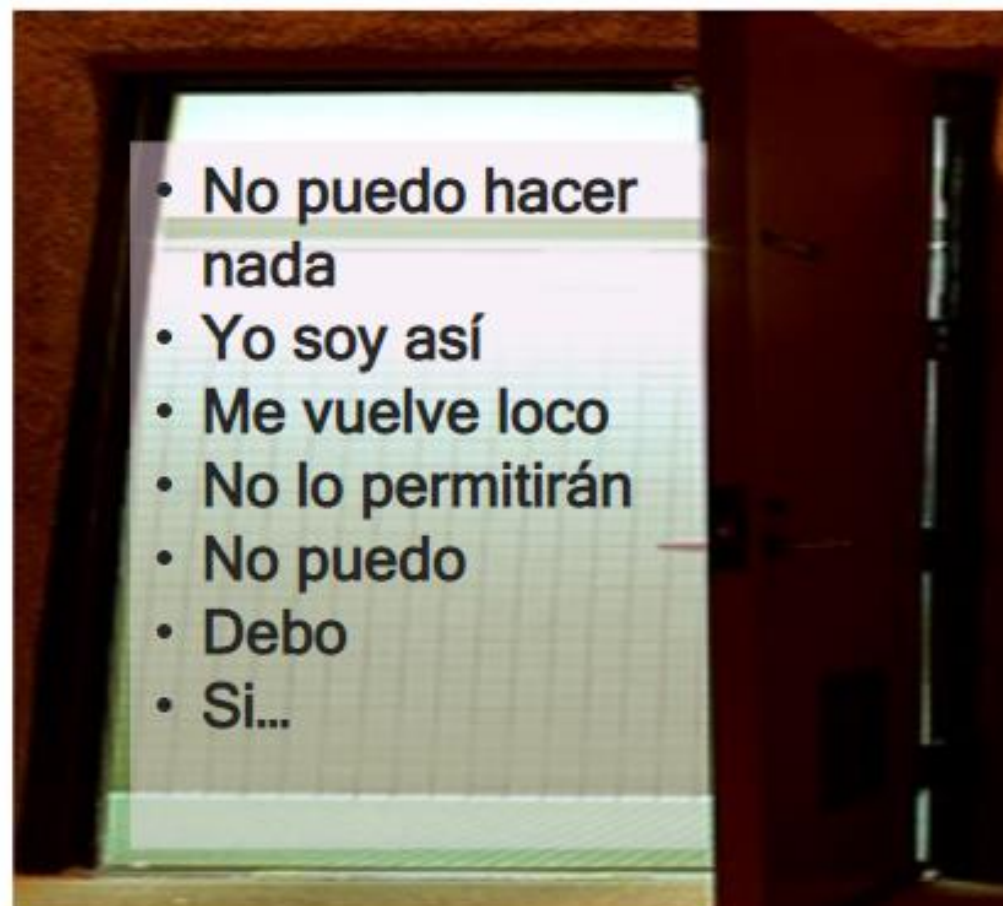 • No puedo hacer
nada
• Yo soy así
• Me vuelve loco
• No lo permitirán
• No puedo
• Debo
• Si...